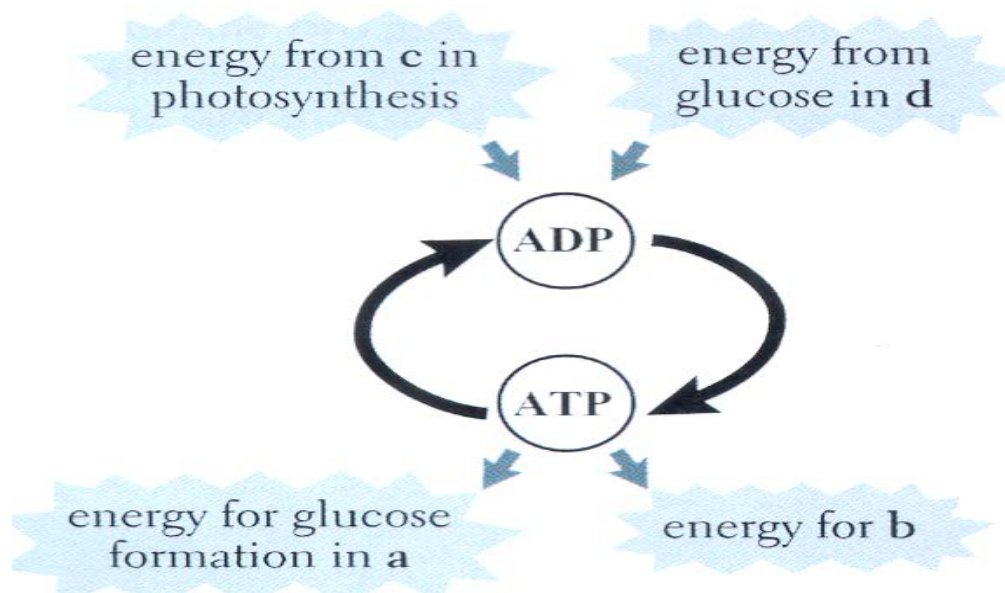 energy from c in
photosynthesis
energy from
glucose in d
ADP
ATP
energy for glucose
formation in a
energy for b